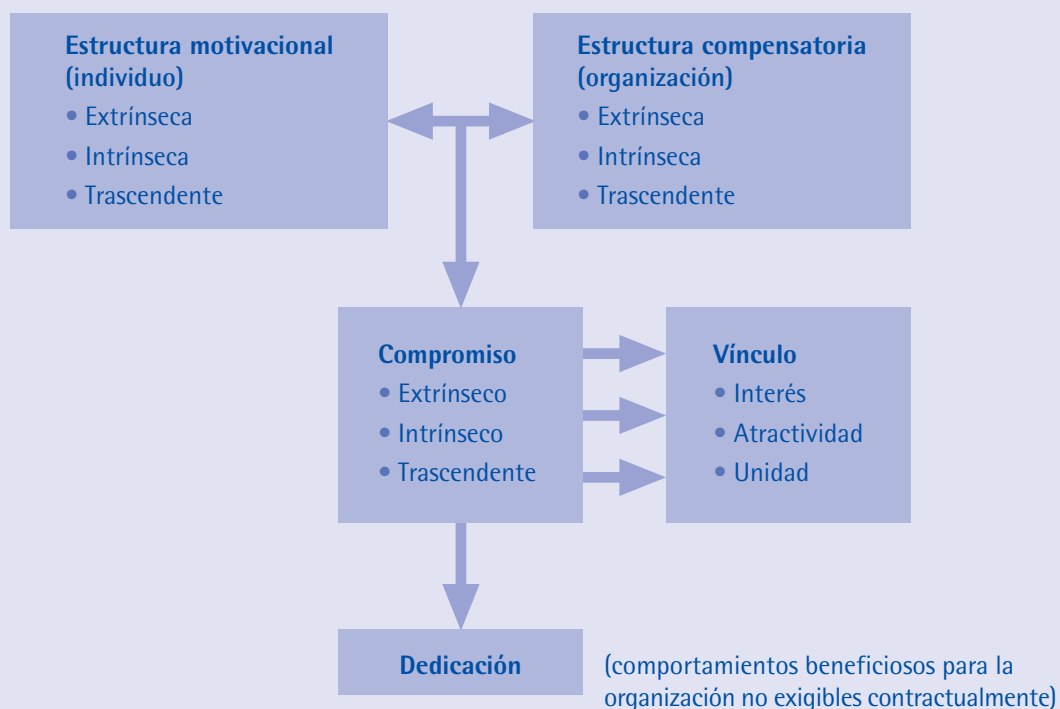 Estructura motivacional
(individuo)
• Extrínseca
• Intrínseca
• Trascendente
Estructura compensatoria
(organización)
• Extrínseca
• Intrínseca
• Trascendente
Compromiso
• Extrínseco
• Intrínseco
• Trascendente
Vínculo
• Interés
• Atractividad
• Unidad
Dedicación
(comportamientos beneficiosos para la
organización no exigibles contractualmente)